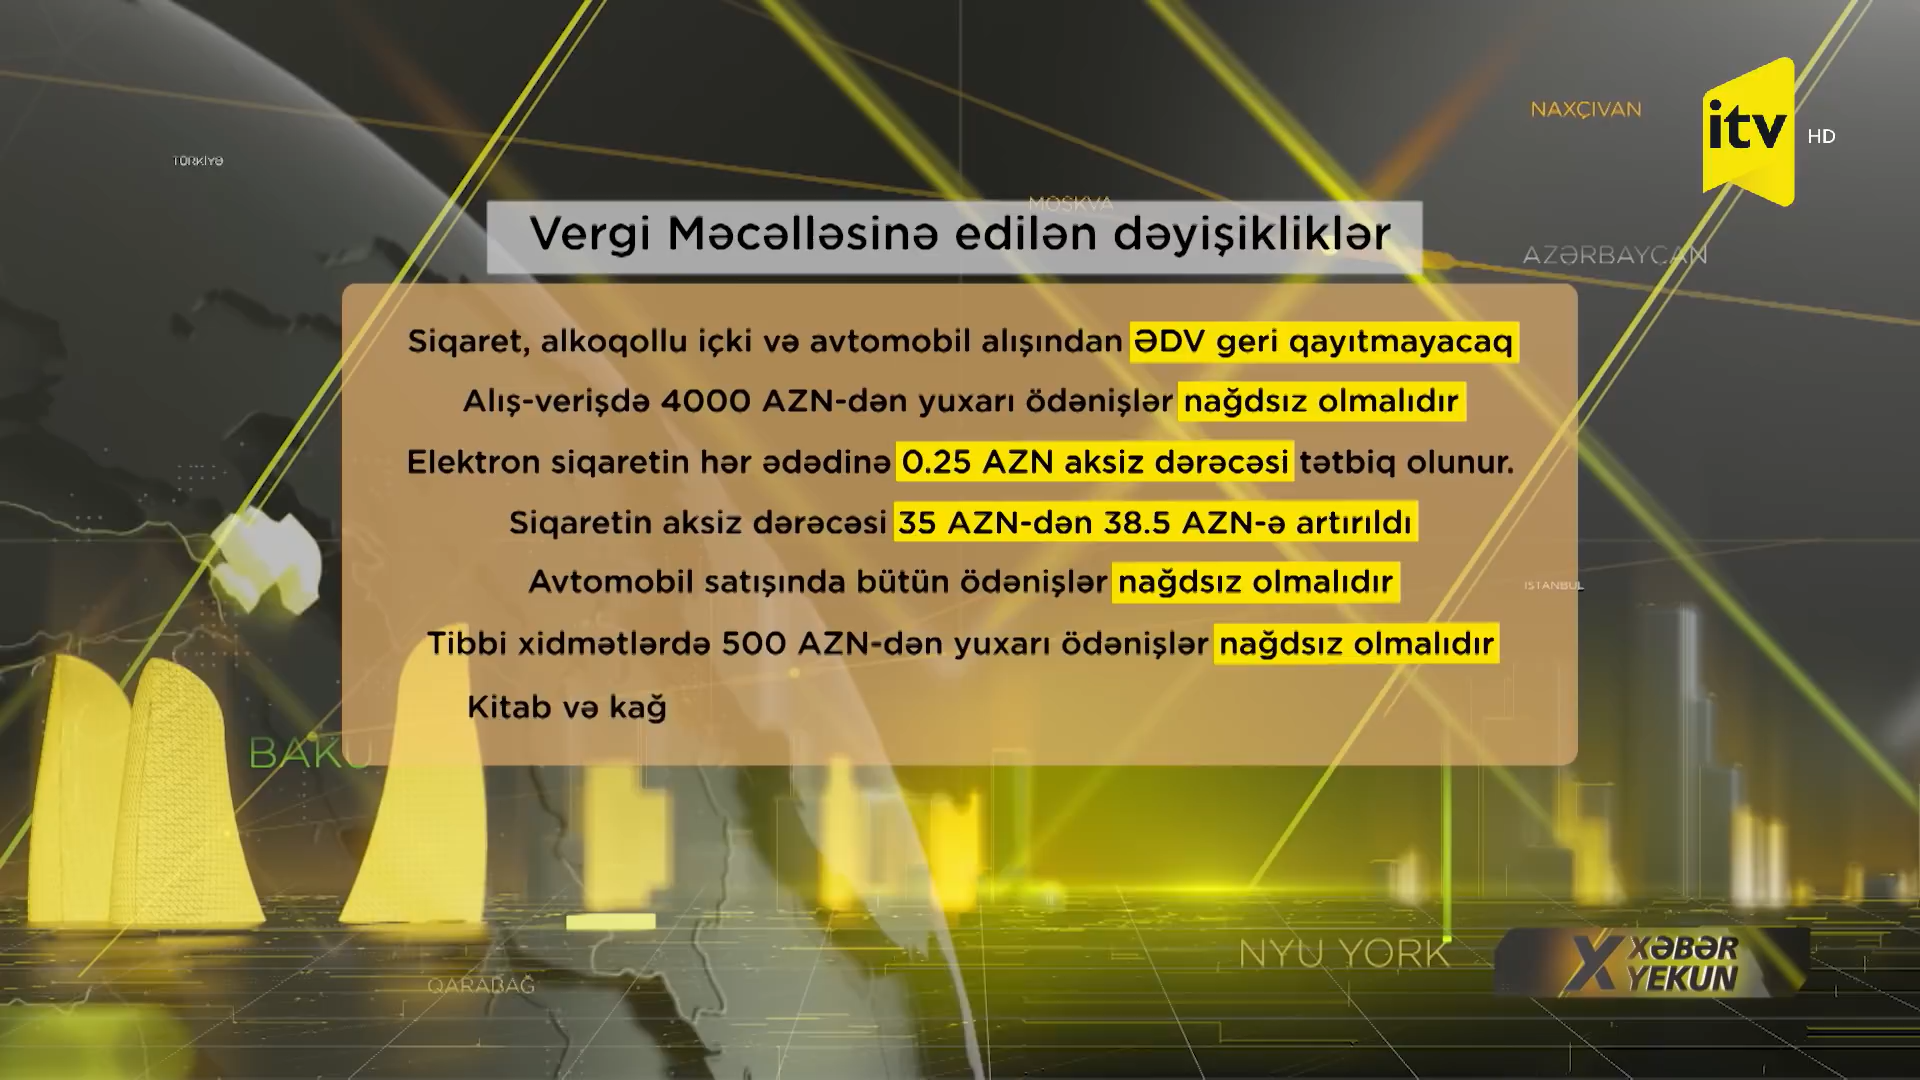 NAXÇIVAN
itv HD
TÜRKİYƏ
MOSKVA
Vergi Məcəlləsinə edilən dəyişikliklər
AZƏRBAYCAN
Siqaret, alkoqollu içki və avtomobil alışından ƏDV geri qayıtmayacaq
Alış-verişdə 4000 AZN-dən yuxarı ödənişlər nağdsız olmalıdır
Elektron siqaretin hər ədədinə 0.25 AZN aksiz dərəcəsi tətbiq olunur.
Siqaretin aksiz dərəcəsi 35 AZN-dən 38.5 AZN-ə artırıldı
Avtomobil satışında bütün ödənişlər nağdsız olmalıdır
ISTANBUL
Tibbi xidmətlərdə 500 AZN-dən yuxarı ödənişlər nağdsız olmalıdır
Kitab və kağ
BAKU
NYU YORK
X XƏBƏR
YEKUN
QARABAĞ